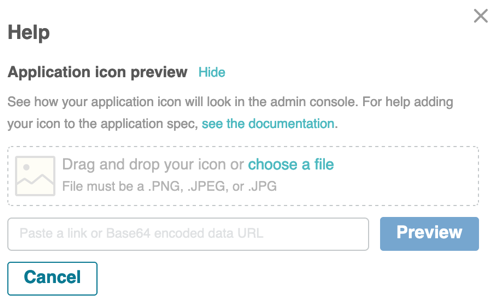 Help
Application icon preview Hide
See how your application icon will look in the admin console. For help adding
your icon to the application spec, see the documentation.
Drag and drop your icon or choose a file
File must be a .PNG, .JPEG, or .JPG
Paste a link or Base64 encoded data URL Preview
Cancel